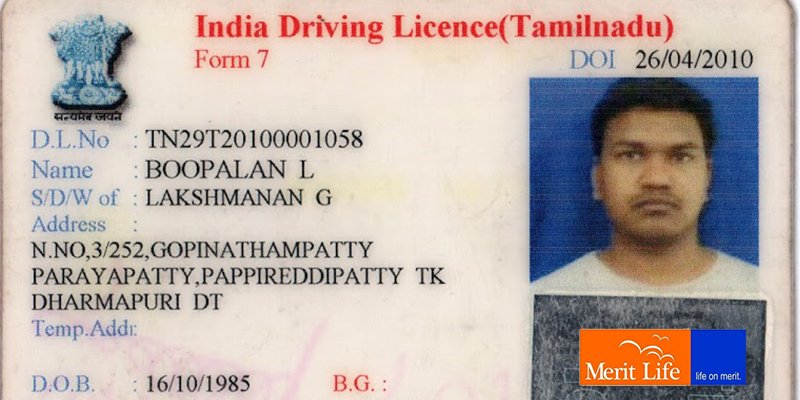 India Driving Licence(Tamilnadu)
Form 7 DOI 26/04/2010
सत्यमेव जयते
D.L.No : TN29T20100001058
Name : BOOPALAN L
S/D/W of : LAKSHMANAN G
Address :
N.NO,3/252,GOPINATHAMPATTY
PARAYAPATTY,PAPPIREDDIPATTY TK
DHARMAPURI DT
Temp.Add:
D.O.B. : 16/10/1985 B.G. :
Merit Life
life on merit.